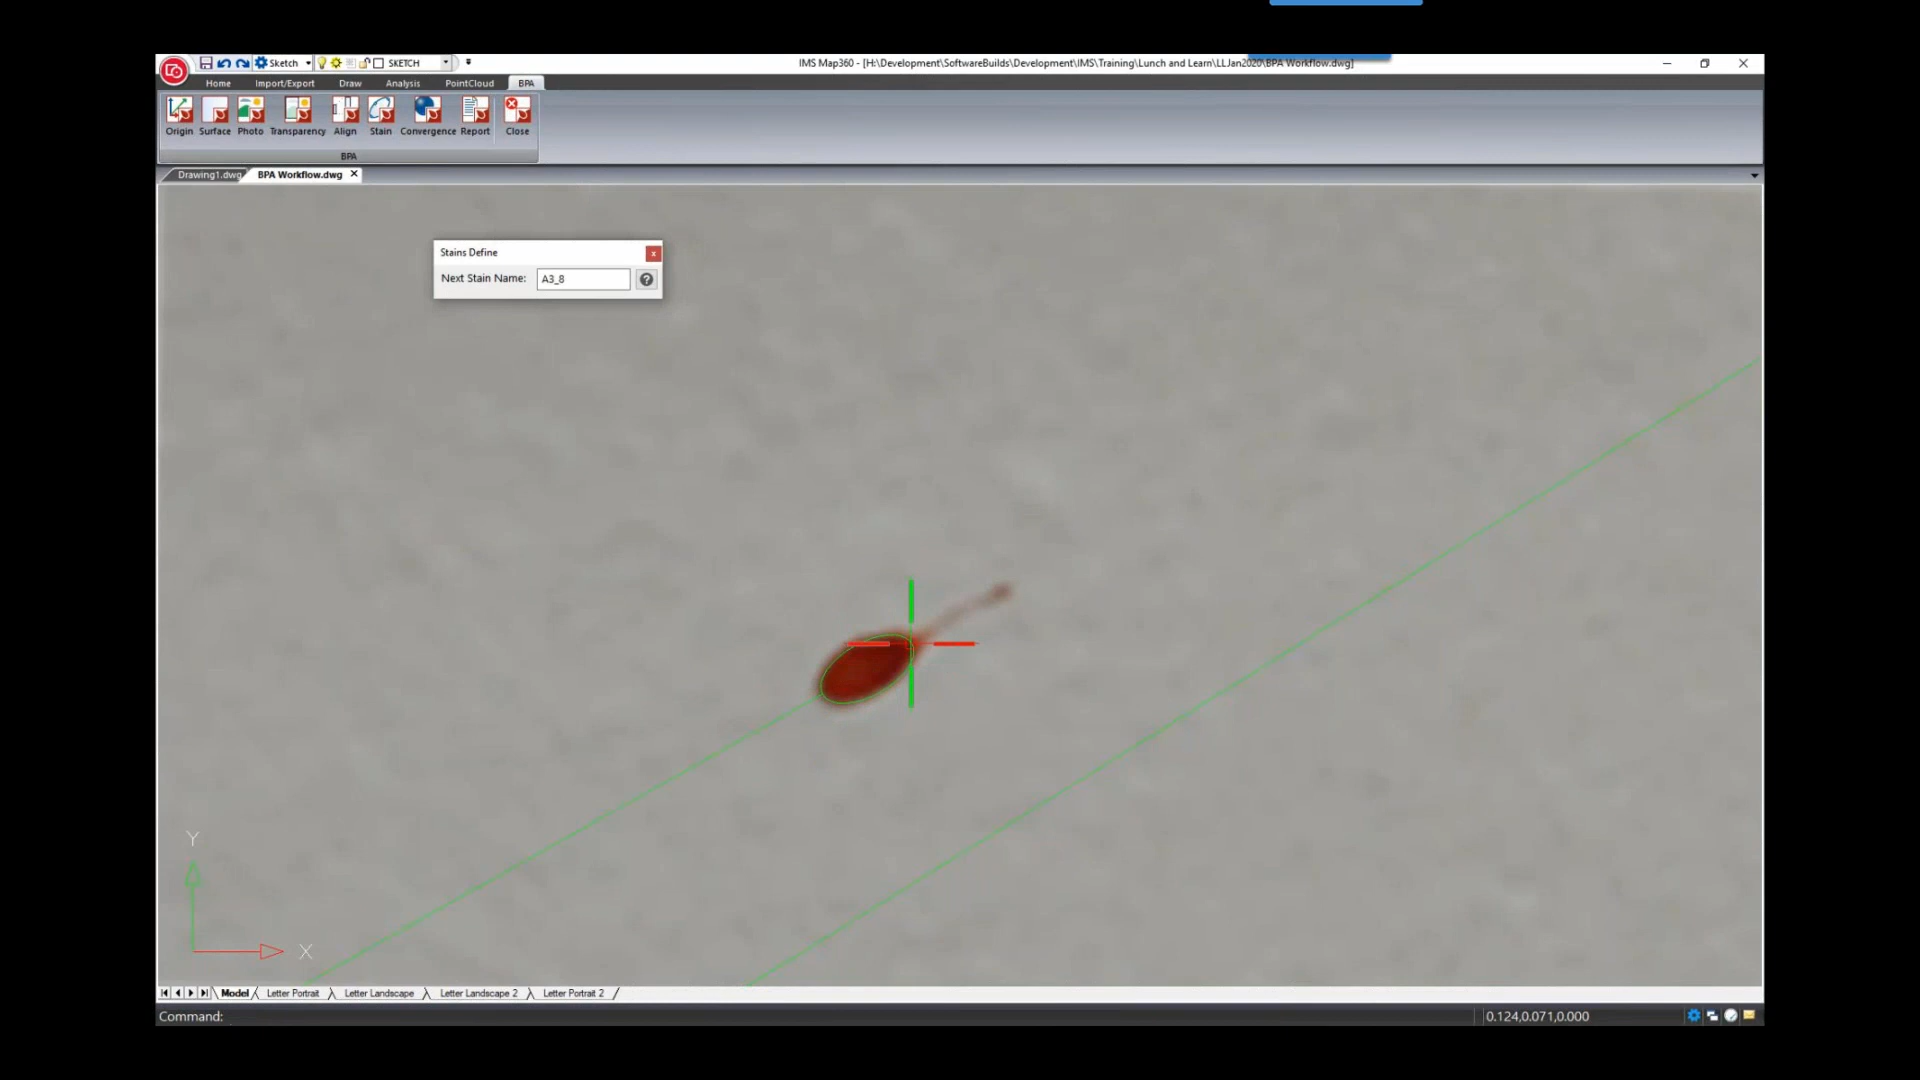 Sketch SKETCH IMS Map360 - [H:\Development\SoftwareBuilds\Development\IMS\Training\Lunch and Learn\LLJan2020\BPA Workflow.dwg]
Home Import/Export Draw Analysis PointCloud BPA
Origin Surface Photo Transparency Align Stain Convergence Report Close
BPA
Drawing1.dwg BPA Workflow.dwg
Stains Define
Next Stain Name: A3_8
Y
X
Model Letter Portrait Letter Landscape Letter Landscape 2 Letter Portrait 2
Command: 0.124,0.071,0.000